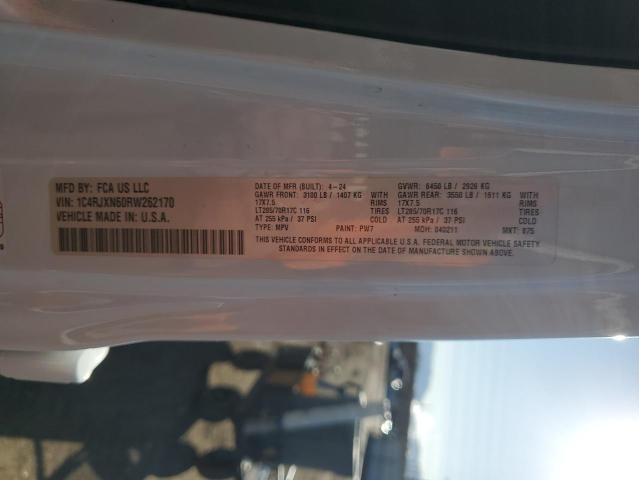 MFD BY: FCA US LLC
VIN: 1C4RJXN60RW262170
VEHICLE MADE IN U.S.A.
DATE OF MFR (BUILT): 4-24 GVWR: 6450 LB / 2926 KG
GAWR FRONT: 3100 LB / 1407 KG GAWR REAR: 3550 LB / 1611 KG
17X7.5 RIMS 17X7.5 RIMS
LT285/70R17C 116 TIRES LT285/70R17C 116 TIRES
AT 255 kPa / 37 PSI COLD AT 255 kPa / 37 PSI COLD
TYPE: MPV PAINT: PW7 MDH: 040211 MKT: 875
THIS VEHICLE CONFORMS TO ALL APPLICABLE U.S.A. FEDERAL MOTOR VEHICLE SAFETY
STANDARDS IN EFFECT ON THE DATE OF MANUFACTURE SHOWN ABOVE.